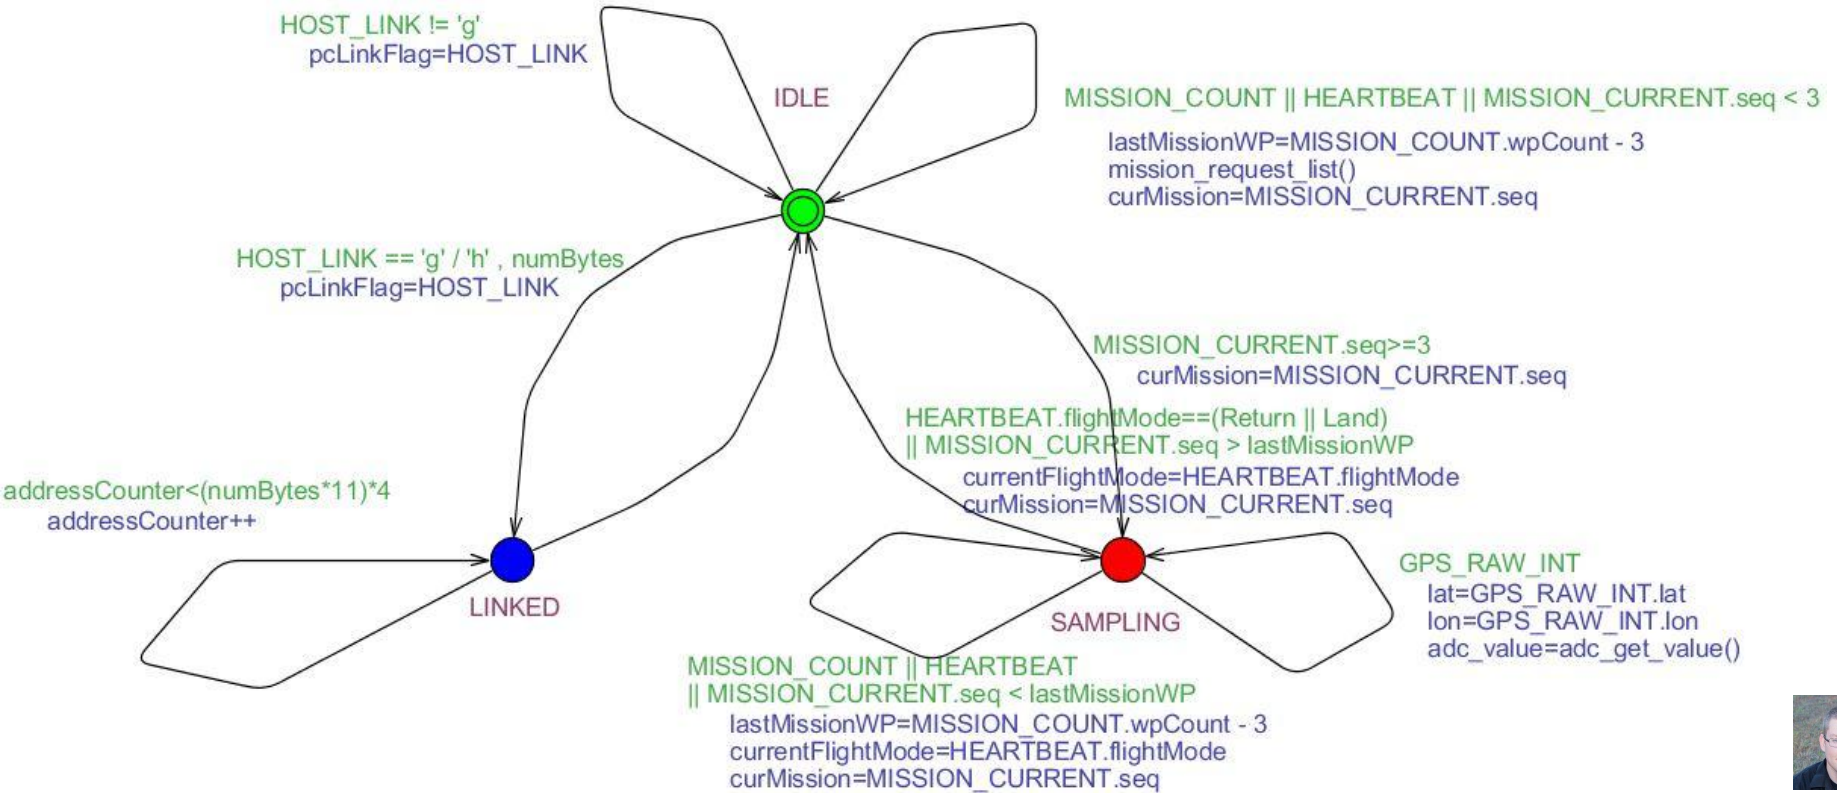 HOST_LINK != 'g'
pcLinkFlag=HOST_LINK
IDLE
MISSION_COUNT || HEARTBEAT || MISSION_CURRENT.seq < 3
lastMissionWP=MISSION_COUNT.wpCount - 3
mission_request_list()
curMission=MISSION_CURRENT.seq
HOST_LINK == 'g' / 'h' , numBytes
pcLinkFlag=HOST_LINK
MISSION_CURRENT.seq>=3
curMission=MISSION_CURRENT.seq
HEARTBEAT.flightMode==(Return || Land)
|| MISSION_CURRENT.seq > lastMissionWP
currentFlightMode=HEARTBEAT.flightMode
curMission=MISSION_CURRENT.seq
addressCounter<(numBytes*11)*4
addressCounter++
LINKED
SAMPLING
GPS_RAW_INT
lat=GPS_RAW_INT.lat
lon=GPS_RAW_INT.lon
adc_value=adc_get_value()
MISSION_COUNT || HEARTBEAT
|| MISSION_CURRENT.seq < lastMissionWP
lastMissionWP=MISSION_COUNT.wpCount - 3
currentFlightMode=HEARTBEAT.flightMode
curMission=MISSION_CURRENT.seq